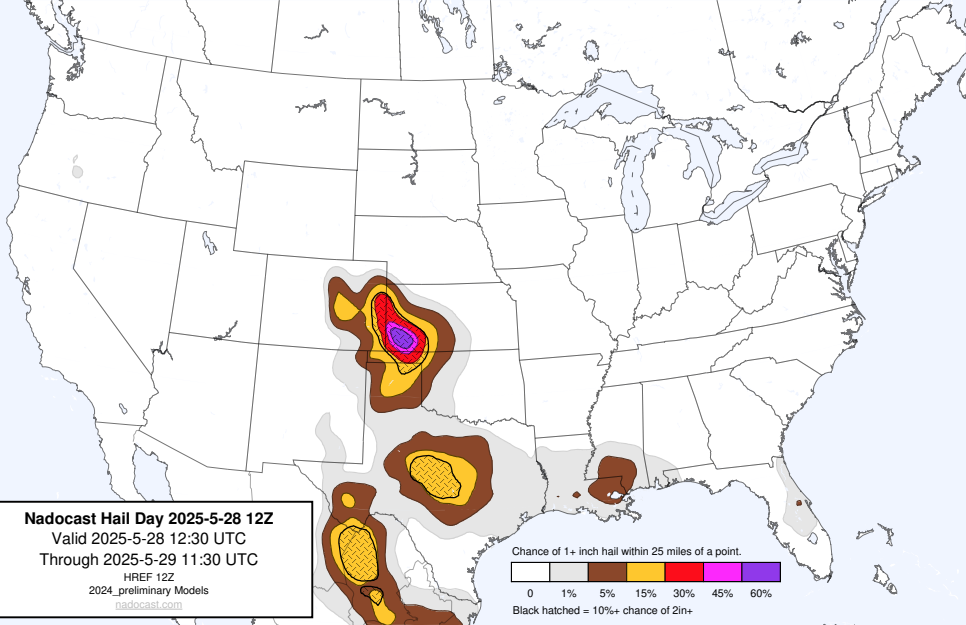 Nadocast Hail Day 2025-5-28 12Z
Valid 2025-5-28 12:30 UTC
Through 2025-5-29 11:30 UTC
HREF 12Z
2024_preliminary Models
nadocast.com
Chance of 1+ inch hail within 25 miles of a point.
0 1% 5% 15% 30% 45% 60%
Black hatched = 10%+ chance of 2in+